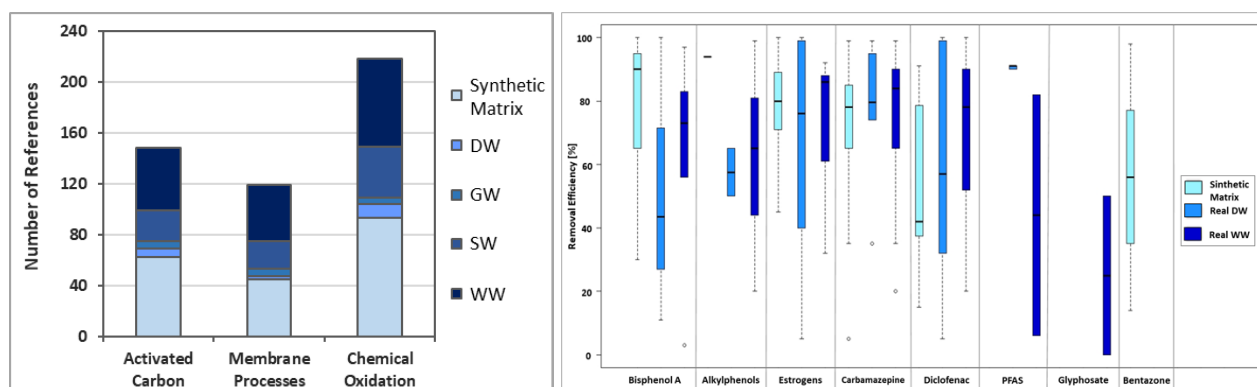 240
200
160
120
80
40
0
Number of References
Activated
Carbon
Membrane
Processes
Chemical
Oxidation
Synthetic
Matrix
DW
GW
SW
WW
100
80
60
40
20
0
Removal Efficiency [%]
Bisphenol A
Alkylphenols
Estrogens
Carbamazepine
Diclofenac
PFAS
Glyphosate
Bentazone
Sinthetic
Matrix
Real DW
Real WW